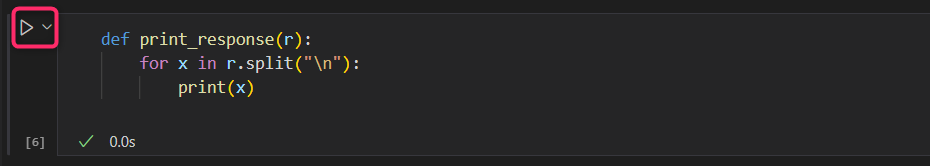 def print_response(r):
    for x in r.split("\n"):
        print(x)
[6]
0.0s